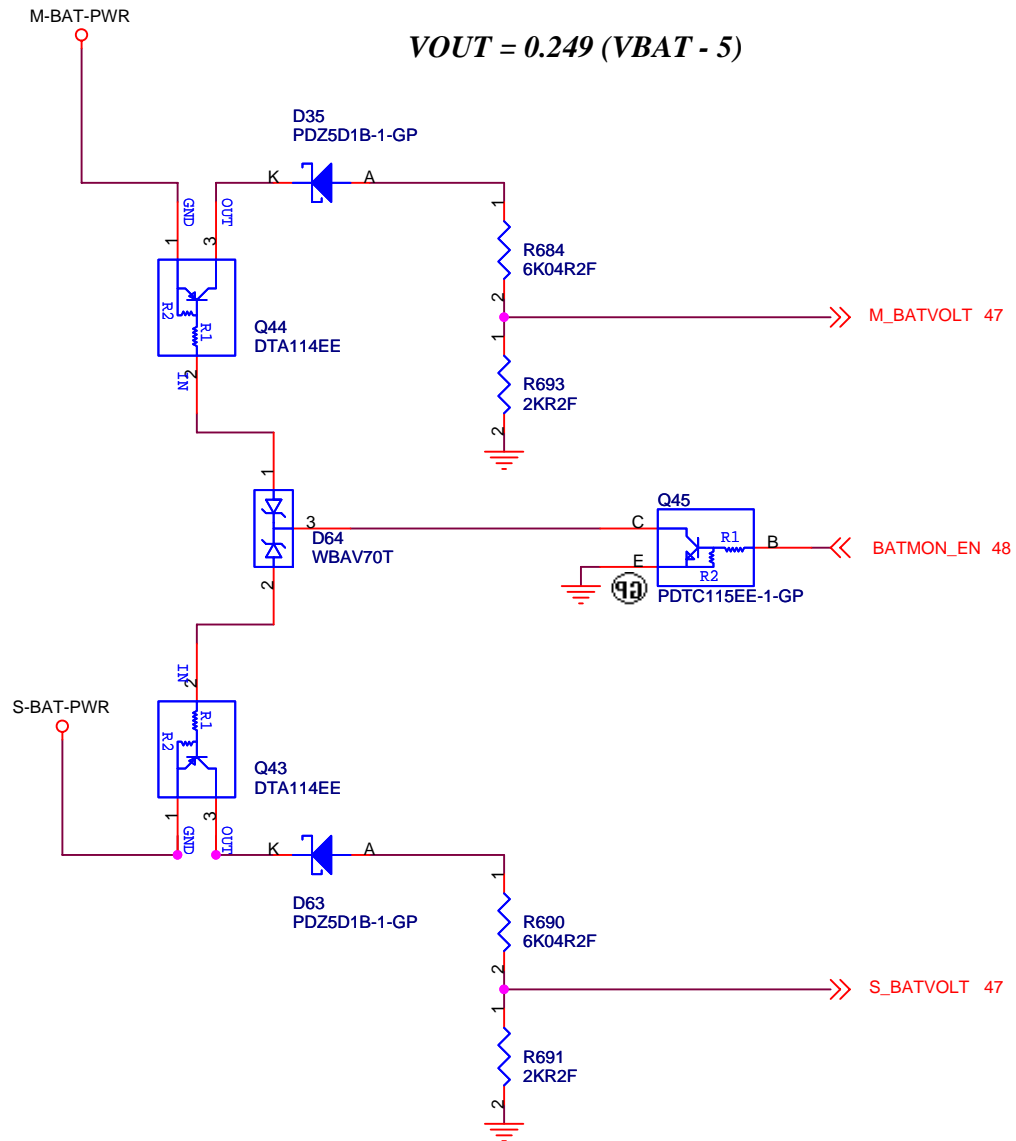 M-BAT-PWR
VOUT = 0.249 (VBAT - 5)
D35
PDZ5D1B-1-GP
K
A
GND
OUT
1
3
1
R684
6K04R2F
2
R2
R1
Q44
DTA114EE
M_BATVOLT 47
1
IN
2
R693
2KR2F
2
1
Q45
3
D64
WBAV70T
C
R1
B
BATMON_EN 48
E
R2
2
GP
PDTC115EE-1-GP
IN
2
S-BAT-PWR
R1
R2
Q43
DTA114EE
1
3
GND
OUT
K
A
D63
PDZ5D1B-1-GP
1
R690
6K04R2F
2
S_BATVOLT 47
1
R691
2KR2F
2